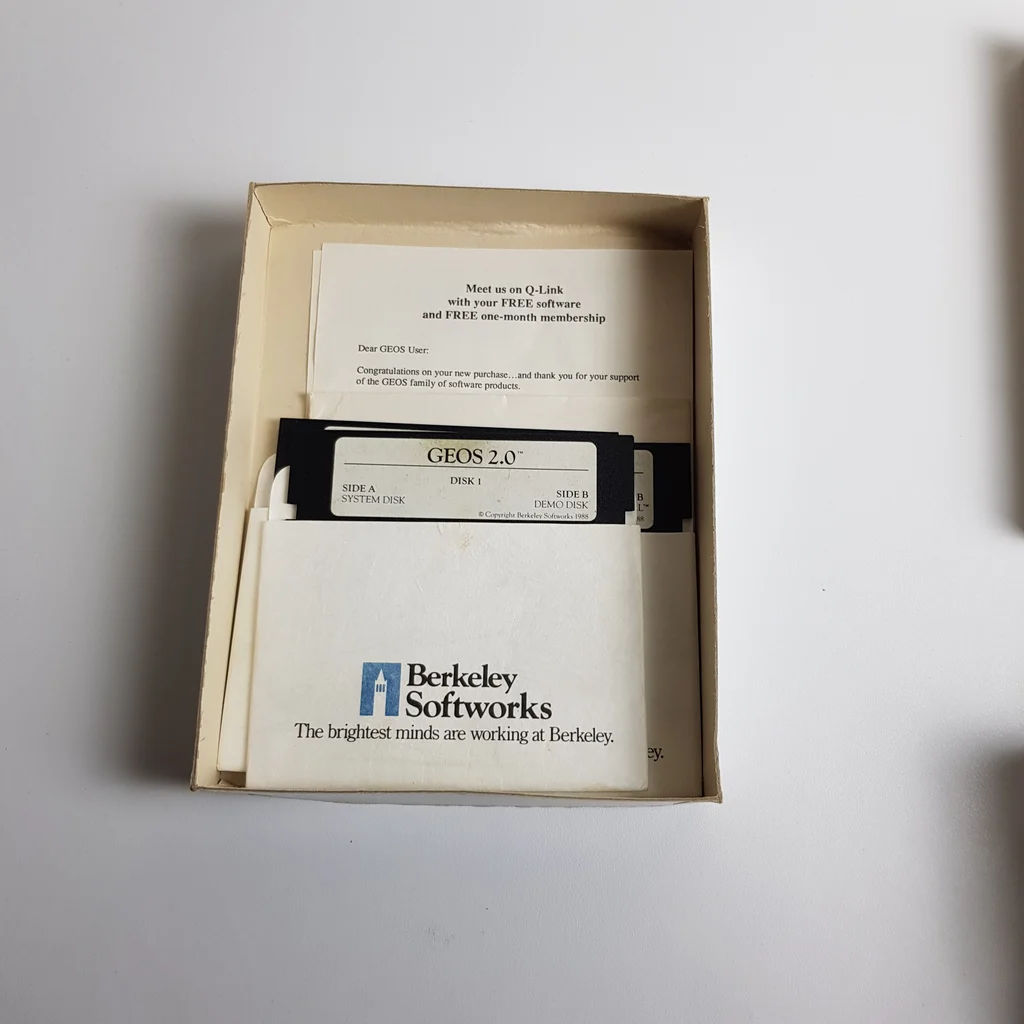 Meet us on Q-Link
with your FREE software
and FREE one-month membership
Dear GEOS User:
Congratulations on your new purchase...and thank you for your support
of the GEOS family of software products.
GEOS 2.0™
DISK 1
SIDE A
SYSTEM DISK
SIDE B
DEMO DISK
© Copyright Berkeley Softworks 1988
B
L™
88
Berkeley
Softworks
The brightest minds are working at Berkeley.
ey.